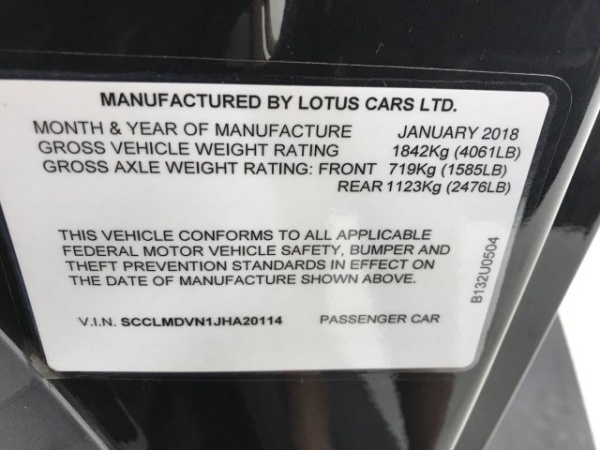 MANUFACTURED BY LOTUS CARS LTD.
MONTH & YEAR OF MANUFACTURE JANUARY 2018
GROSS VEHICLE WEIGHT RATING 1842Kg (4061LB)
GROSS AXLE WEIGHT RATING: FRONT 719Kg (1585LB)
REAR 1123Kg (2476LB)
THIS VEHICLE CONFORMS TO ALL APPLICABLE
FEDERAL MOTOR VEHICLE SAFETY, BUMPER AND
THEFT PREVENTION STANDARDS IN EFFECT ON
THE DATE OF MANUFACTURE SHOWN ABOVE.
B132U0504
V.I.N. SCCLMDVN1JHA20114 PASSENGER CAR